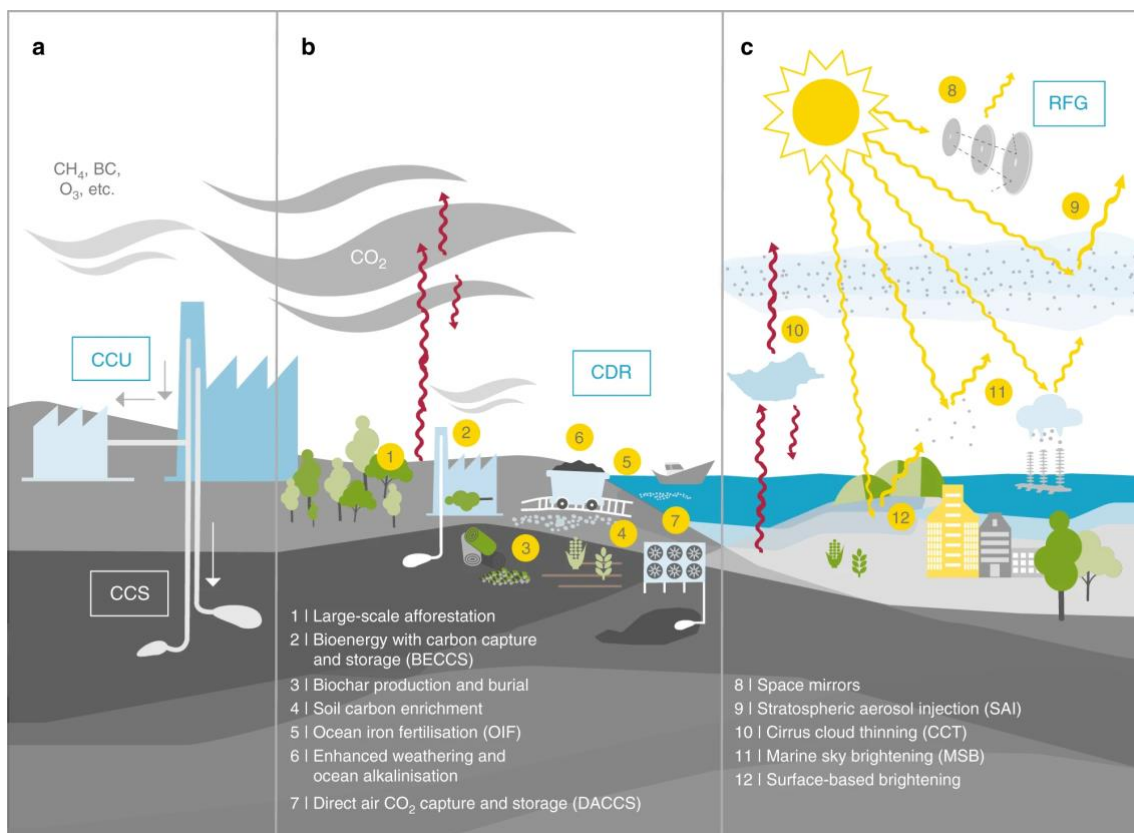 a
CH₄, BC,
O₃, etc.
CCU
CCS
b
CO₂
CDR
1
2
6
5
7
4
3
1 | Large-scale afforestation
2 | Bioenergy with carbon capture
and storage (BECCS)
3 | Biochar production and burial
4 | Soil carbon enrichment
5 | Ocean iron fertilisation (OIF)
6 | Enhanced weathering and
ocean alkalinisation
7 | Direct air CO₂ capture and storage (DACCS)
c
8
RFG
9
10
11
12
8 | Space mirrors
9 | Stratospheric aerosol injection (SAI)
10 | Cirrus cloud thinning (CCT)
11 | Marine sky brightening (MSB)
12 | Surface-based brightening